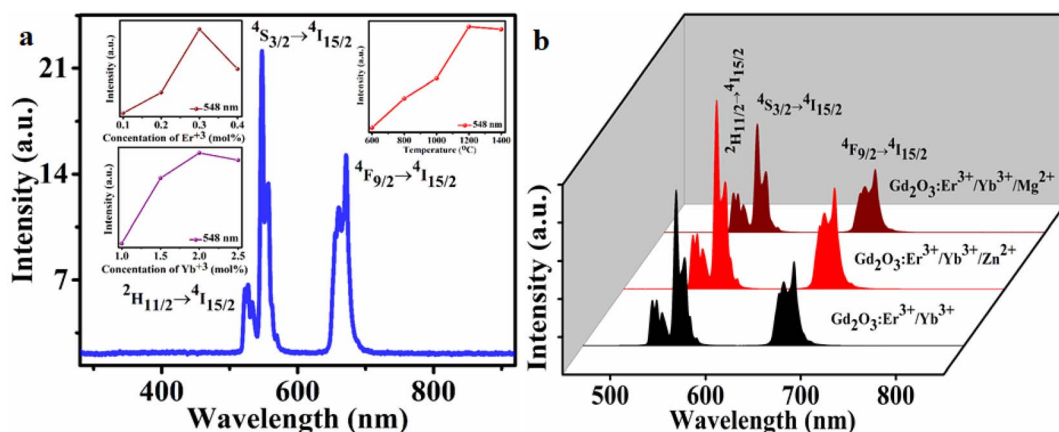 a
⁴S₃/₂→⁴I₁₅/₂
⁴F₉/₂→⁴I₁₅/₂
²H₁₁/₂→⁴I₁₅/₂
Intensity (a.u.)
7
14
21
200
400
600
800
Wavelength (nm)
Intensity (a.u.)
548 nm
0.1 0.2 0.3 0.4
Concentation of Er⁺³ (mol%)
Intensity (a.u.)
548 nm
1.0 1.5 2.0 2.5
Concentation of Yb⁺³ (mol%)
Intensity (a.u.)
548 nm
600 800 1000 1200 1400
Temperature (⁰C)
b
²H₁₁/₂→⁴I₁₅/₂
⁴S₃/₂→⁴I₁₅/₂
⁴F₉/₂→⁴I₁₅/₂
Gd₂O₃:Er³⁺/Yb³⁺/Mg²⁺
Gd₂O₃:Er³⁺/Yb³⁺/Zn²⁺
Gd₂O₃:Er³⁺/Yb³⁺
Intensity (a.u.)
500 600 700 800
Wavelength (nm)